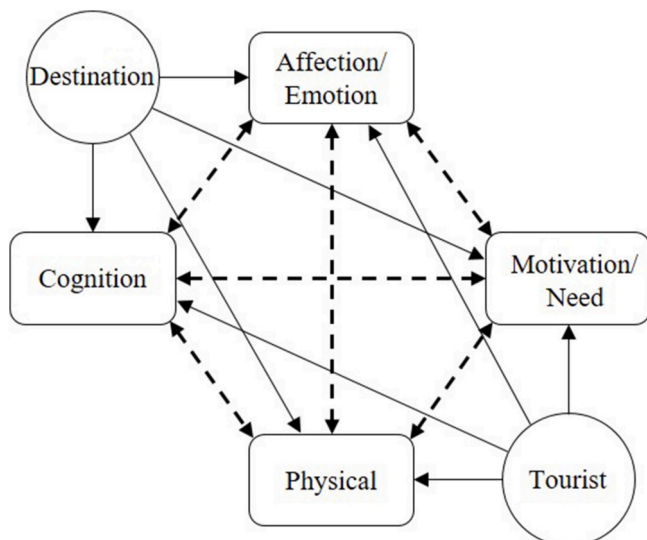 Destination
Affection/
Emotion
Cognition
Motivation/
Need
Physical
Tourist